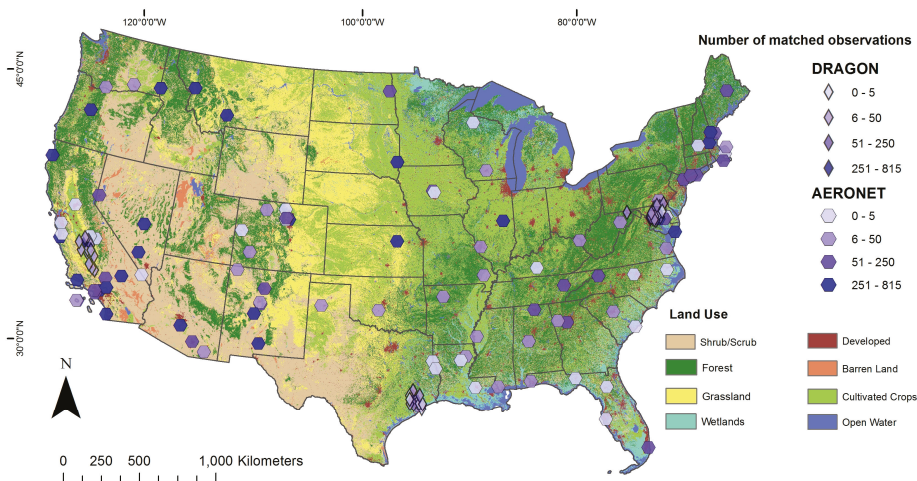 120°0'0"W
100°0'0"W
80°0'0"W
45°0'0"N
30°0'0"N
Number of matched observations
DRAGON
0 - 5
6 - 50
51 - 250
251 - 815
AERONET
0 - 5
6 - 50
51 - 250
251 - 815
Land Use
Shrub/Scrub
Developed
Forest
Barren Land
Grassland
Cultivated Crops
Wetlands
Open Water
N
0 250 500 1,000 Kilometers